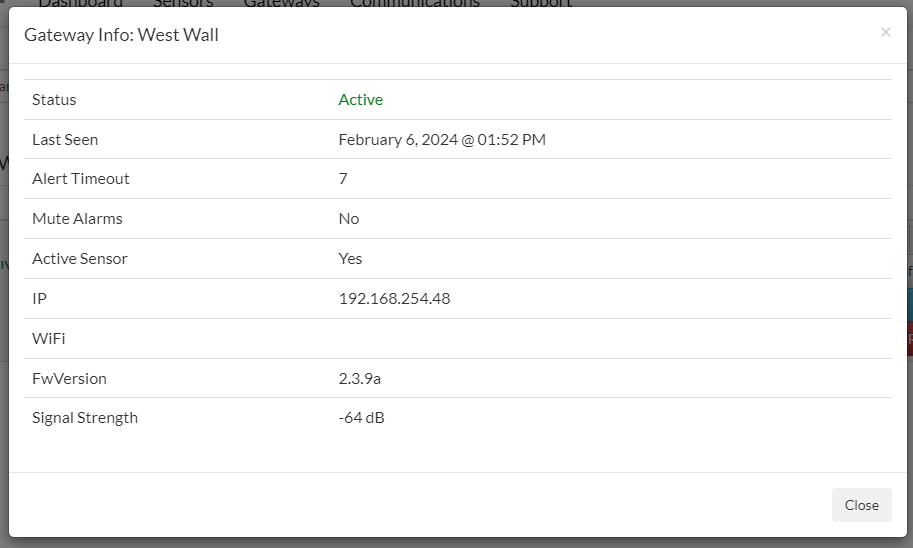 Dashboard Sensors Gateways Communications Support
Gateway Info: West Wall ×
Status Active
Last Seen February 6, 2024 @ 01:52 PM
Alert Timeout 7
Mute Alarms No
Active Sensor Yes
IP 192.168.254.48
WiFi
FwVersion 2.3.9a
Signal Strength -64 dB
Close